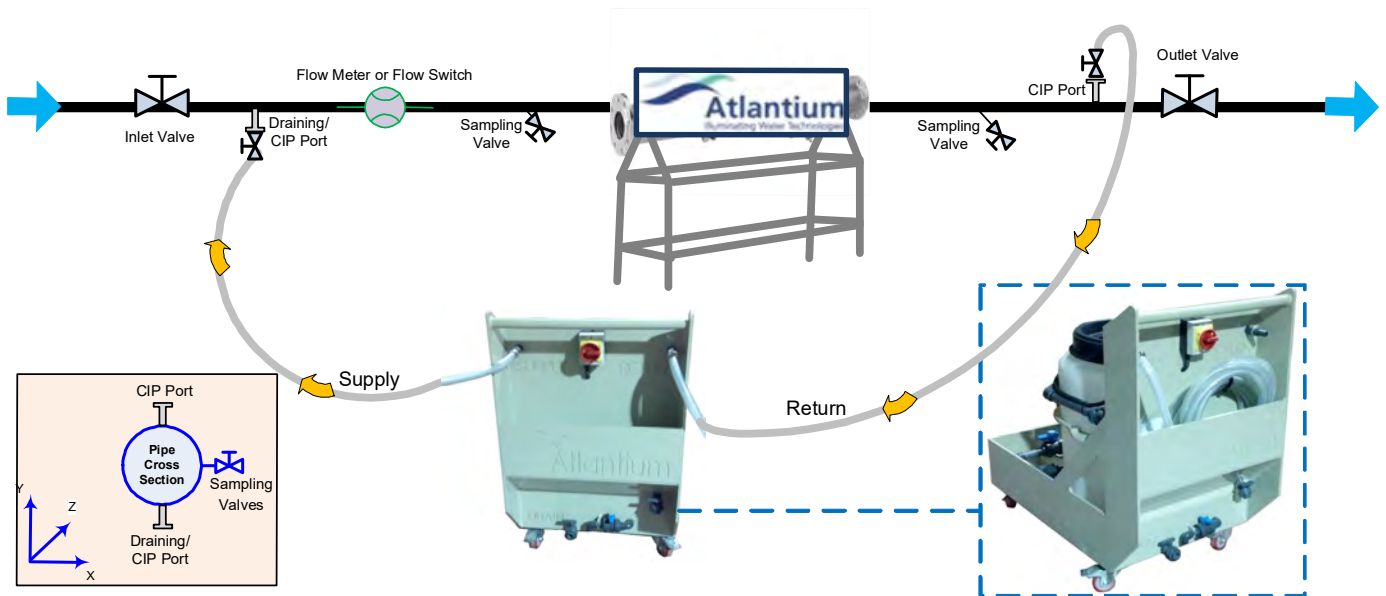 Flow Meter or Flow Switch
Outlet Valve
CIP Port
Atlantium
Illuminating Water Technologies
Inlet Valve
Draining/
CIP Port
Sampling
Valve
Sampling
Valve
Supply
Return
Atlantium
CIP Port
Pipe
Cross
Section
Sampling
Valves
Draining/
CIP Port
Y
Z
X